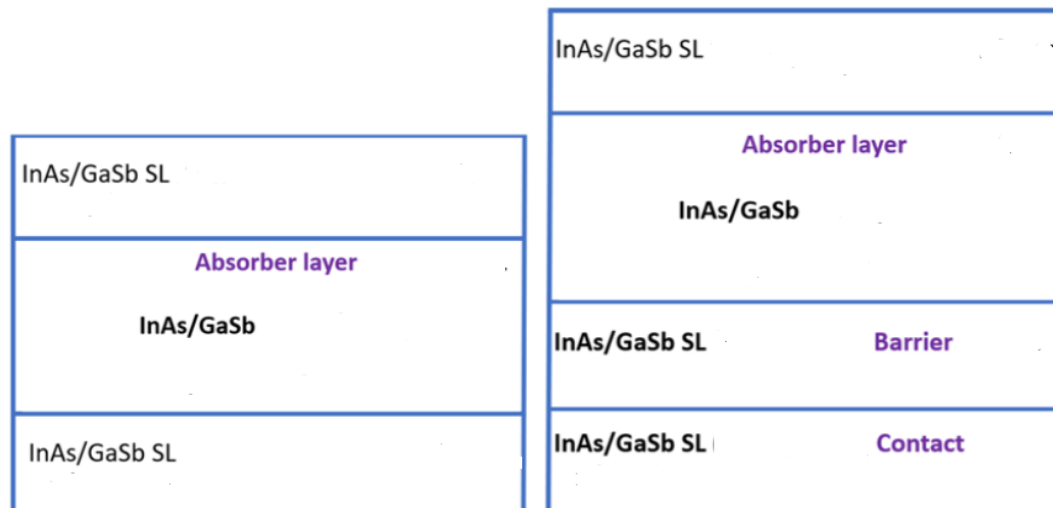 InAs/GaSb SL
Absorber layer
InAs/GaSb
InAs/GaSb SL
InAs/GaSb SL
Absorber layer
InAs/GaSb
InAs/GaSb SL Barrier
InAs/GaSb SL Contact